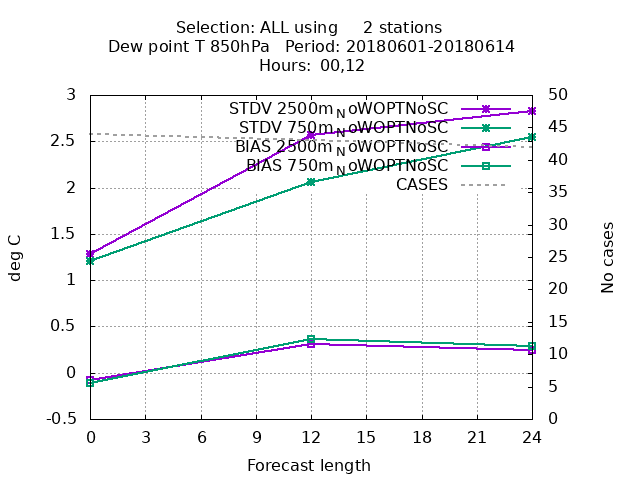 Selection: ALL using     2 stations
Dew point T 850hPa   Period: 20180601-20180614
Hours:  00,12
STDV 2500m_NoWOPTNoSC
STDV 750m_NoWOPTNoSC
BIAS 2500m_NoWOPTNoSC
BIAS 750m_NoWOPTNoSC
CASES
deg C
3
2.5
2
1.5
1
0.5
0
-0.5
No cases
50
45
40
35
30
25
20
15
10
5
0
0 3 6 9 12 15 18 21 24
Forecast length